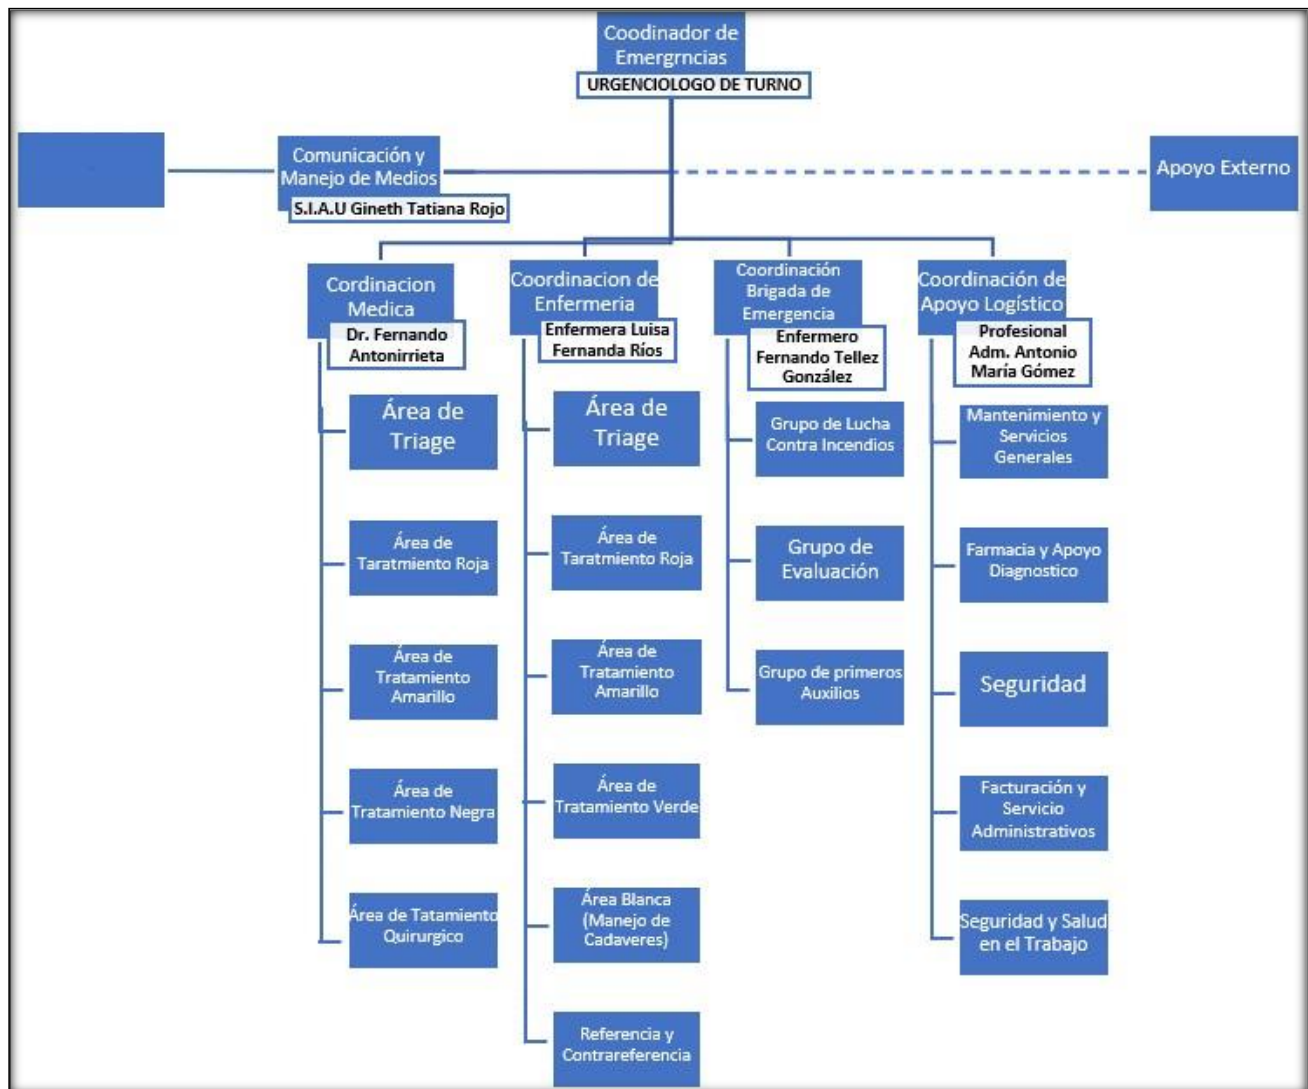 Coodinador de
Emergrncias
URGENCIOLOGO DE TURNO
Comunicación y
Manejo de Medios
S.I.A.U Gineth Tatiana Rojo
Apoyo Externo
Cordinacion
Medica
Dr. Fernando
Antonirrieta
Área de
Triage
Área de
Taratmiento Roja
Área de
Tratamiento
Amarillo
Área de
Tratamiento Negra
Área de Tatamiento
Quirurgico
Coordinacion de
Enfermeria
Enfermera Luisa
Fernanda Ríos
Área de
Triage
Área de
Taratmiento Roja
Área de
Tratamiento
Amarillo
Área de
Tratamiento Verde
Área Blanca
(Manejo de
Cadaveres)
Referencia y
Contrareferencia
Coordinación
Brigada de
Emergencia
Enfermero
Fernando Tellez
González
Grupo de Lucha
Contra Incendios
Grupo de
Evaluación
Grupo de primeros
Auxilios
Coordinación de
Apoyo Logístico
Profesional
Adm. Antonio
María Gómez
Mantenimiento y
Servicios
Generales
Farmacia y Apoyo
Diagnostico
Seguridad
Facturación y
Servicio
Administrativos
Seguridad y Salud
en el Trabajo